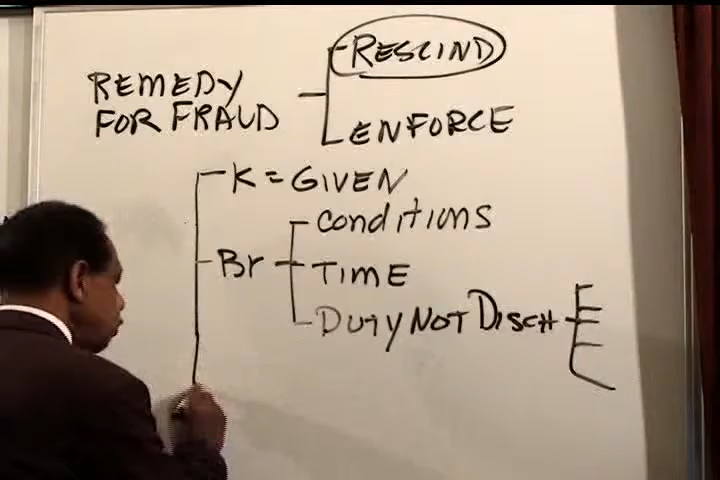 RESCIND
REMEDY
FOR FRAUD
ENFORCE
K = GIVEN
Conditions
Br
TIME
DUTY NOT DISCH